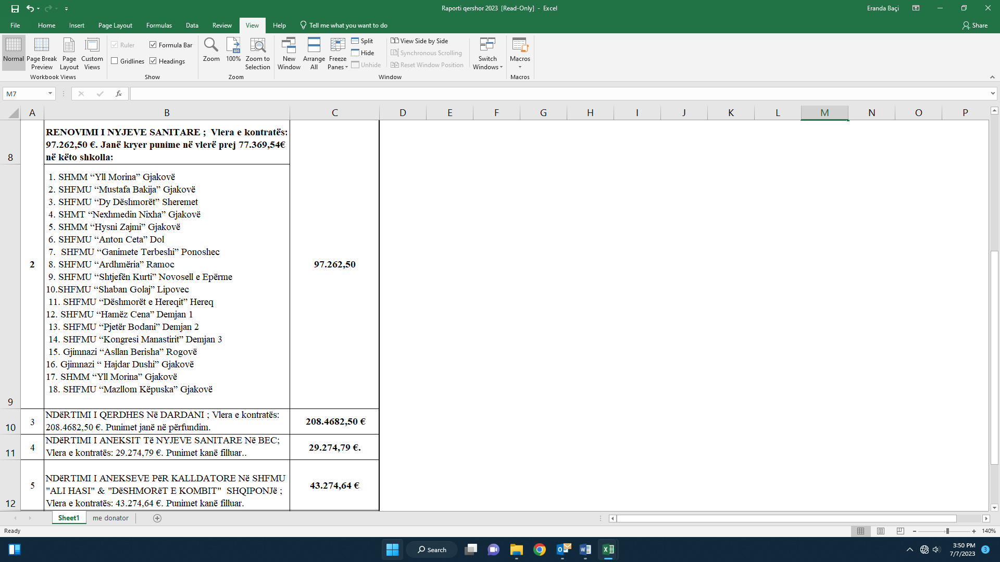 Raporti qershor 2023 [Read-Only] - Excel
Eranda Baçi
File Home Insert Page Layout Formulas Data Review View Help Tell me what you want to do Share
Normal
Page Break Preview
Page Layout
Custom Views
Workbook Views
Ruler
Formula Bar
Gridlines
Headings
Show
Zoom
100%
Zoom to Selection
Zoom
New Window
Arrange All
Freeze Panes
Split
Hide
Unhide
View Side by Side
Synchronous Scrolling
Reset Window Position
Window
Switch Windows
Macros
Macros
M7
fx
A B C D E F G H I J K L M N O P
8
RENOVIMI I NYJEVE SANITARE ;  Vlera e kontratës:
97.262,50 €. Janë kryer punime në vlerë prej 77.369,54€
në këto shkolla:
1. SHMM “Yll Morina” Gjakovë
2. SHFMU “Mustafa Bakija” Gjakovë
3. SHFMU “Dy Dëshmorët” Sheremet
4. SHMT “Nexhmedin Nixha” Gjakovë
5. SHMM “Hysni Zajmi” Gjakovë
6. SHFMU “Anton Ceta” Dol
7.  SHFMU “Ganimete Terbeshi” Ponoshec
2
8. SHFMU “Ardhmëria” Ramoc
97.262,50
9. SHFMU “Shtjefën Kurti” Novosell e Epërme
10.SHFMU “Shaban Golaj” Lipovec
11. SHFMU “Dëshmorët e Hereqit” Hereq
12. SHFMU “Hamëz Cena” Demjan 1
13. SHFMU “Pjetër Bodani” Demjan 2
14. SHFMU “Kongresi Manastirit” Demjan 3
15. Gjimnazi “Asllan Berisha” Rogovë
16. Gjimnazi “ Hajdar Dushi” Gjakovë
17. SHMM “Yll Morina” Gjakovë
18. SHFMU “Mazllom Këpuska” Gjakovë
9
10
3
NDëRTIMI I QERDHES Në DARDANI ; Vlera e kontratës:
208.4682,50 €. Punimet janë në përfundim.
208.4682,50 €
11
4
NDëRTIMI I ANEKSIT Të NYJEVE SANITARE Në BEC;
Vlera e kontratës: 29.274,79 €. Punimet kanë filluar..
29.274,79 €.
12
5
NDëRTIMI I ANEKSEVE PëR KALLDATORE Në SHFMU
"ALI HASI" & "DëSHMORëT E KOMBIT"  SHQIPONJë ;
Vlera e kontratës: 43.274,64 €. Punimet kanë filluar.
43.274,64 €
Sheet1 me donator
Ready
140%
Search
3:50 PM
7/7/2023
3